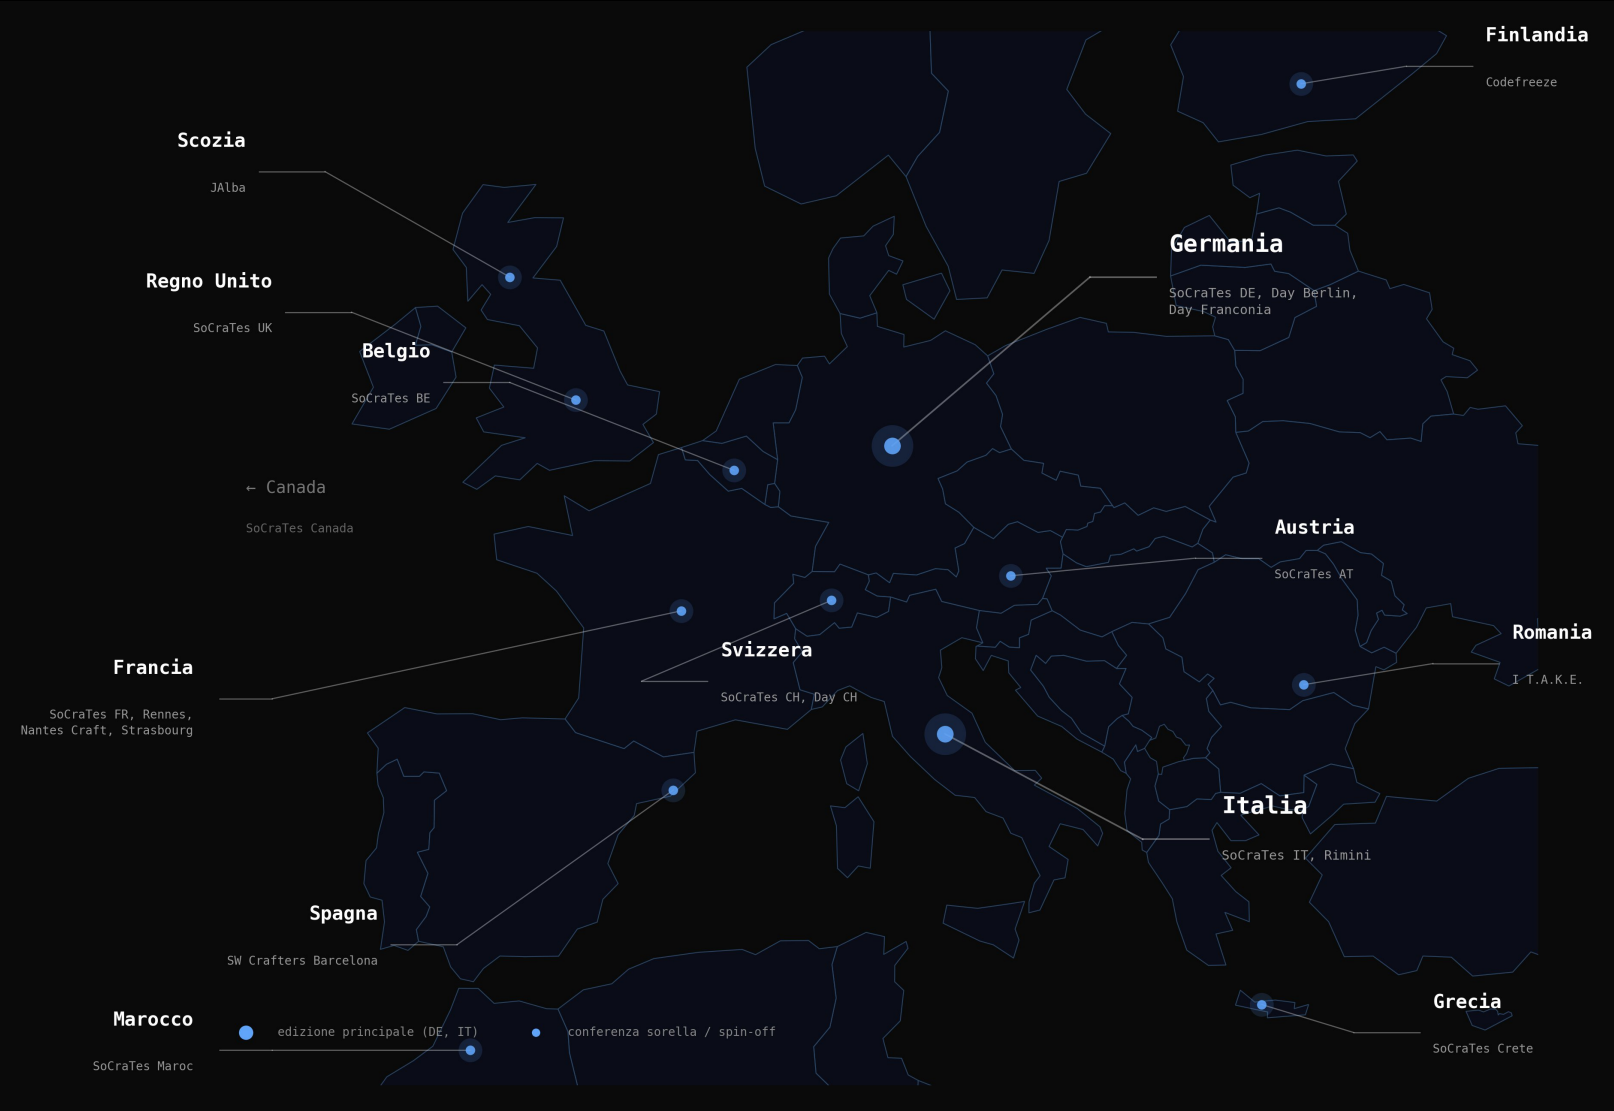 Finlandia
Codefreeze
Scozia
JAlba
Germania
SoCraTes DE, Day Berlin,
Day Franconia
Regno Unito
SoCraTes UK
Belgio
SoCraTes BE
← Canada
SoCraTes Canada
Austria
SoCraTes AT
Romania
I T.A.K.E.
Svizzera
SoCraTes CH, Day CH
Francia
SoCraTes FR, Rennes,
Nantes Craft, Strasbourg
Italia
SoCraTes IT, Rimini
Spagna
SW Crafters Barcelona
Grecia
SoCraTes Crete
Marocco
SoCraTes Maroc
edizione principale (DE, IT)
conferenza sorella / spin-off